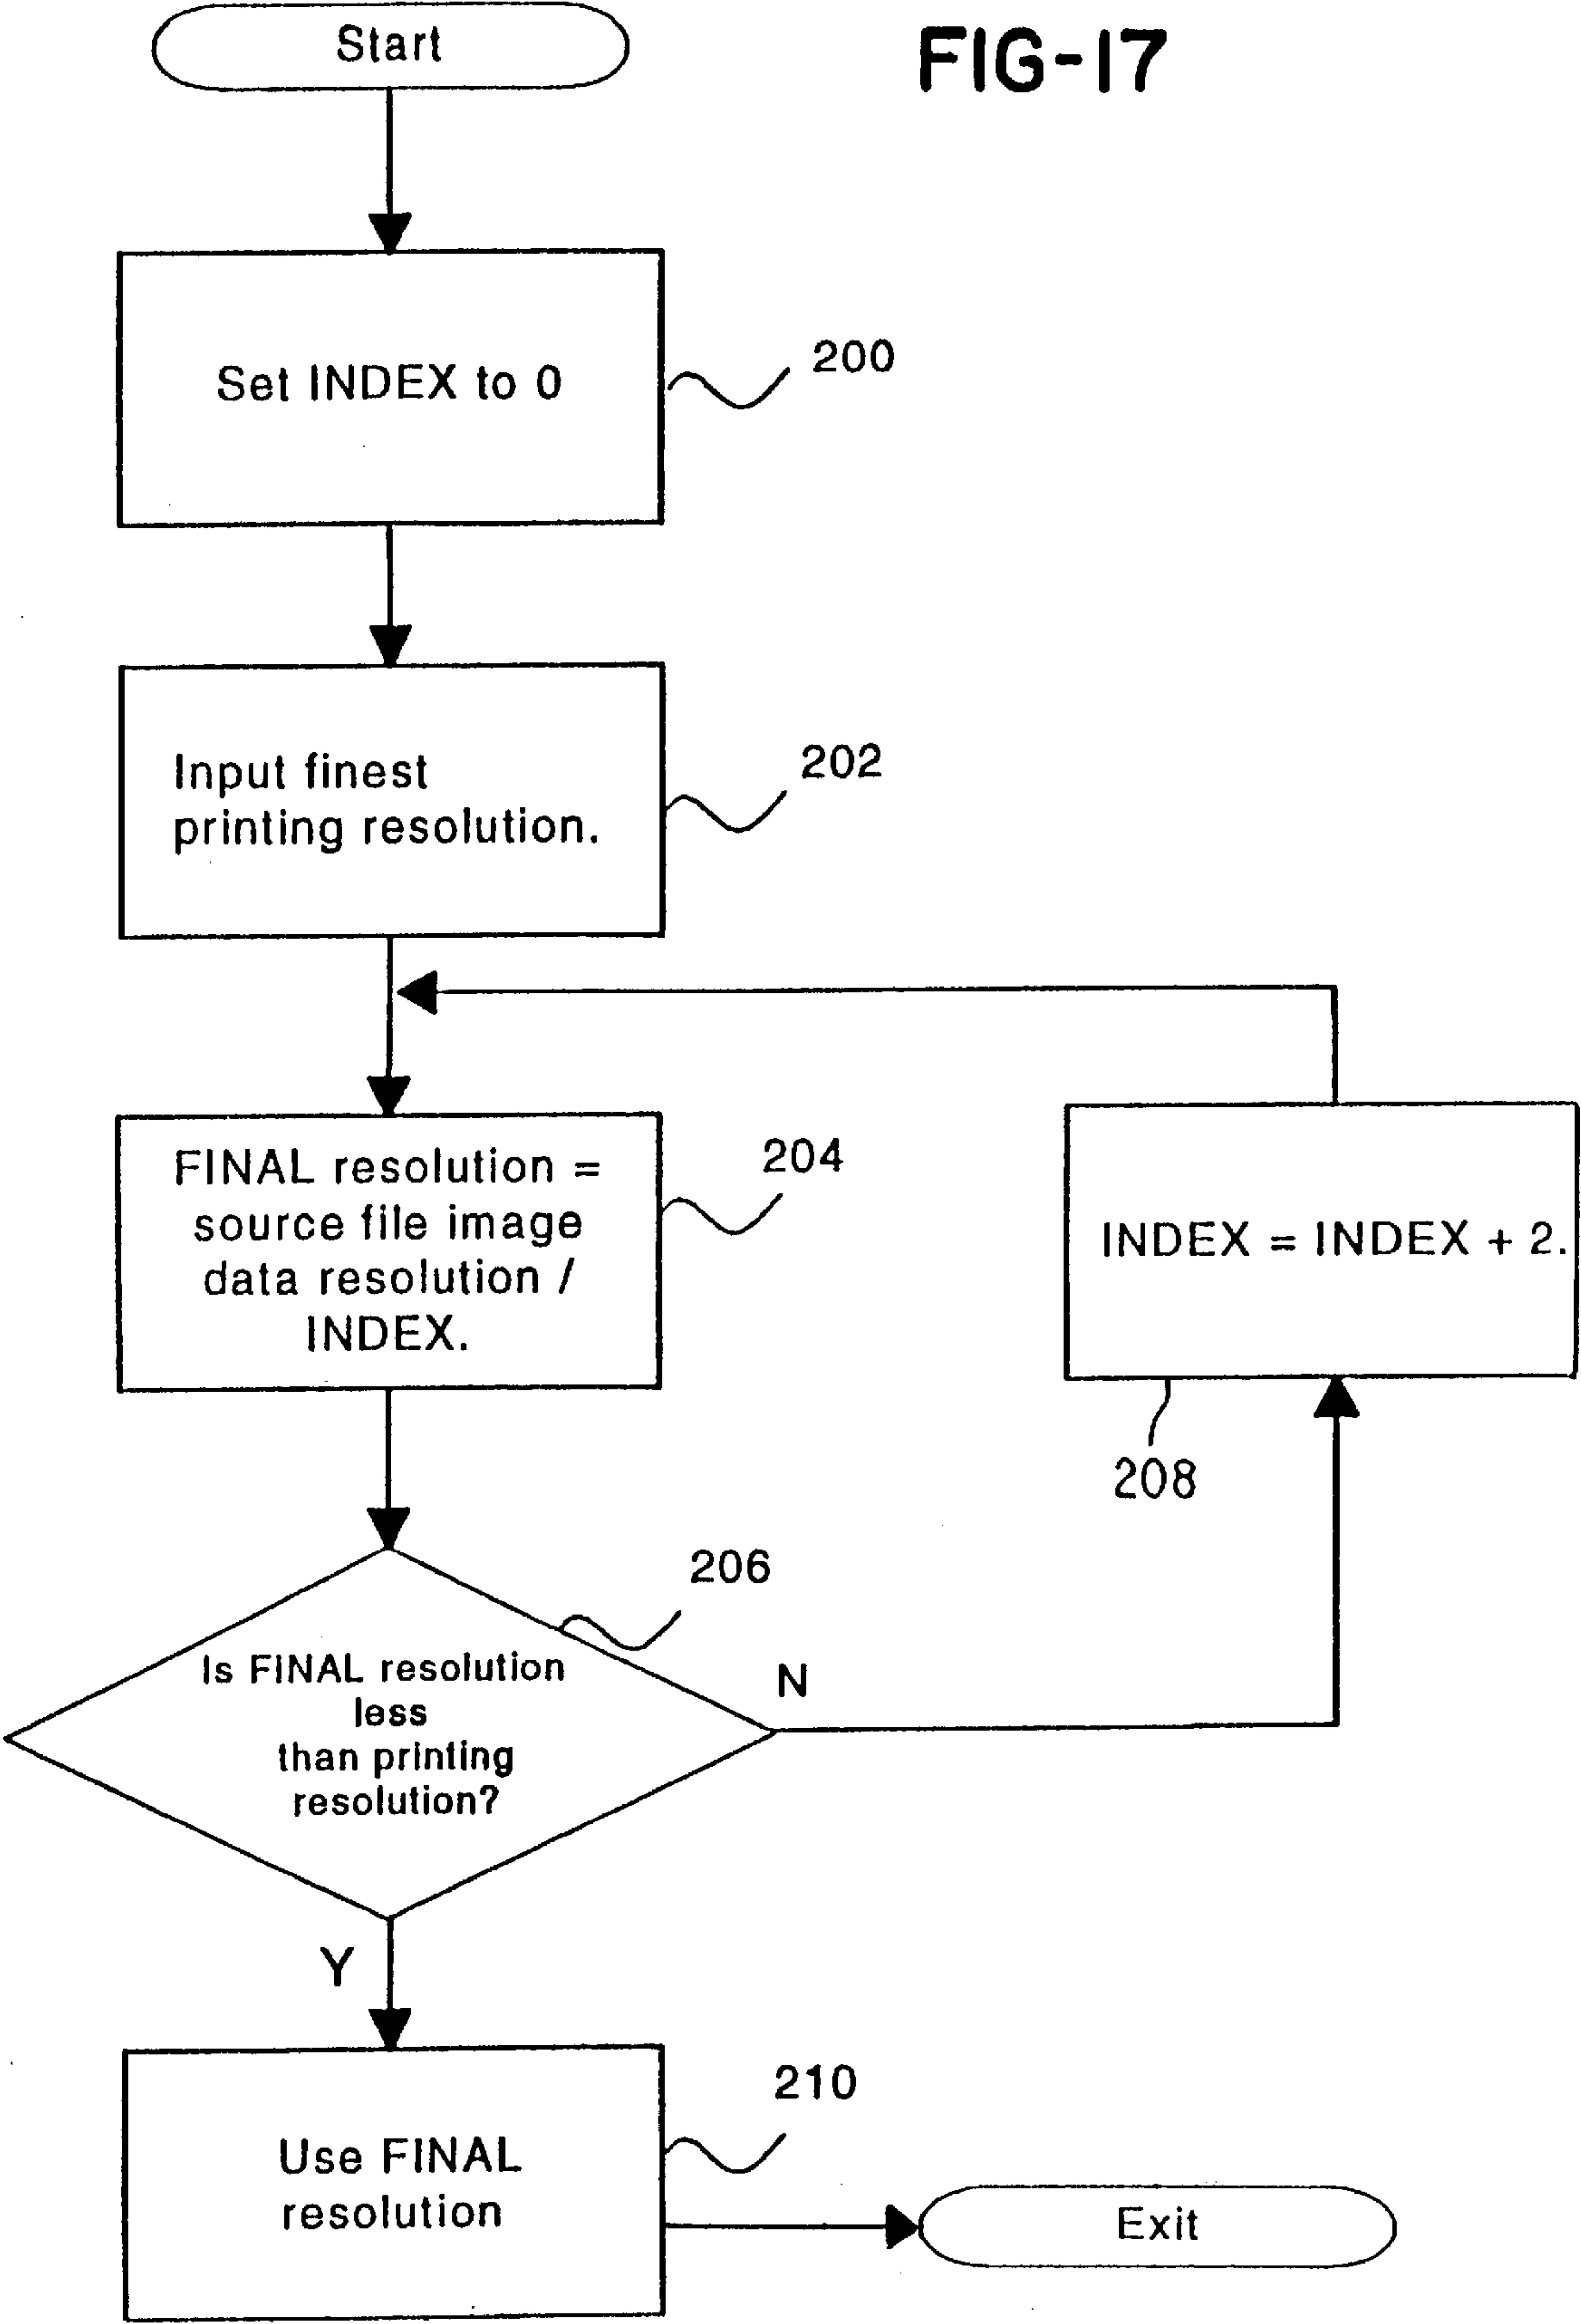 Start
FIG-17
Set INDEX to 0
200
Input finest
printing resolution.
202
FINAL resolution =
source file image
data resolution /
INDEX.
204
INDEX = INDEX + 2.
208
Is FINAL resolution
less
than printing
resolution?
206
N
Y
Use FINAL
resolution
210
Exit